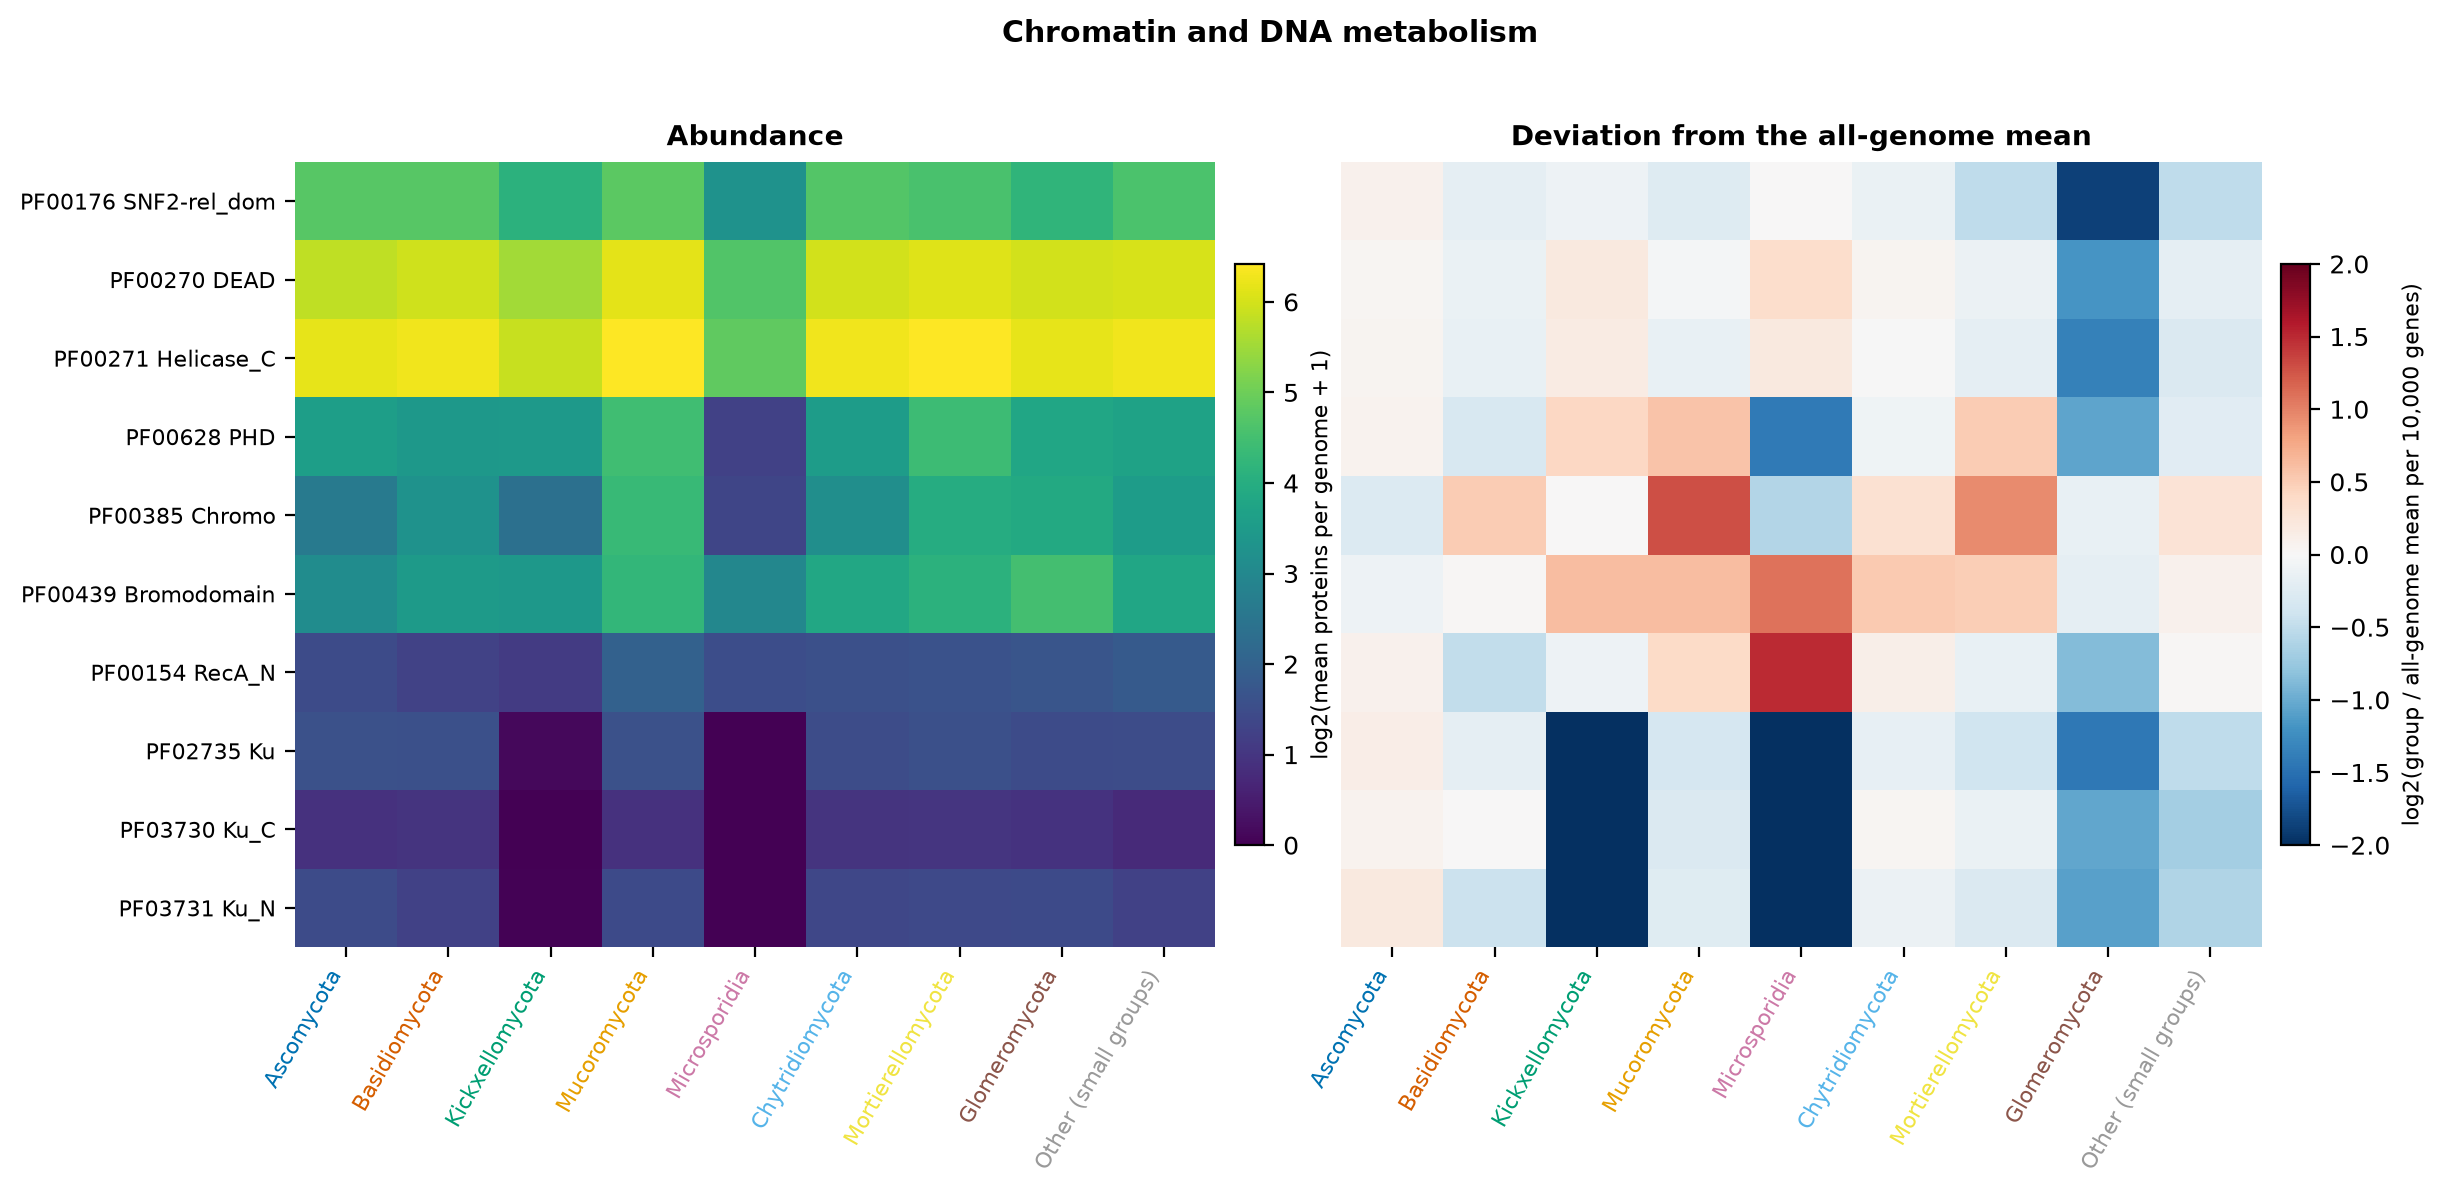 Chromatin and DNA metabolism
Abundance
PF00176 SNF2-rel_dom
PF00270 DEAD
PF00271 Helicase_C
PF00628 PHD
PF00385 Chromo
PF00439 Bromodomain
PF00154 RecA_N
PF02735 Ku
PF03730 Ku_C
PF03731 Ku_N
Ascomycota
Basidiomycota
Kickxellomycota
Mucoromycota
Microsporidia
Chytridiomycota
Mortierellomycota
Glomeromycota
Other (small groups)
6
5
4
3
2
1
0
log2(mean proteins per genome + 1)
Deviation from the all-genome mean
Ascomycota
Basidiomycota
Kickxellomycota
Mucoromycota
Microsporidia
Chytridiomycota
Mortierellomycota
Glomeromycota
Other (small groups)
2.0
1.5
1.0
0.5
0.0
−0.5
−1.0
−1.5
−2.0
log2(group / all-genome mean per 10,000 genes)